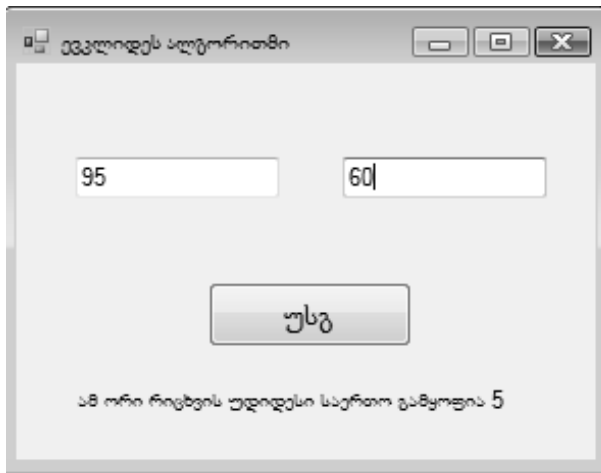 ევკლიდეს ალგორითმი
95 60
უსგ
ამ ორი რიცხვის უდიდესი საერთო გამყოფია 5